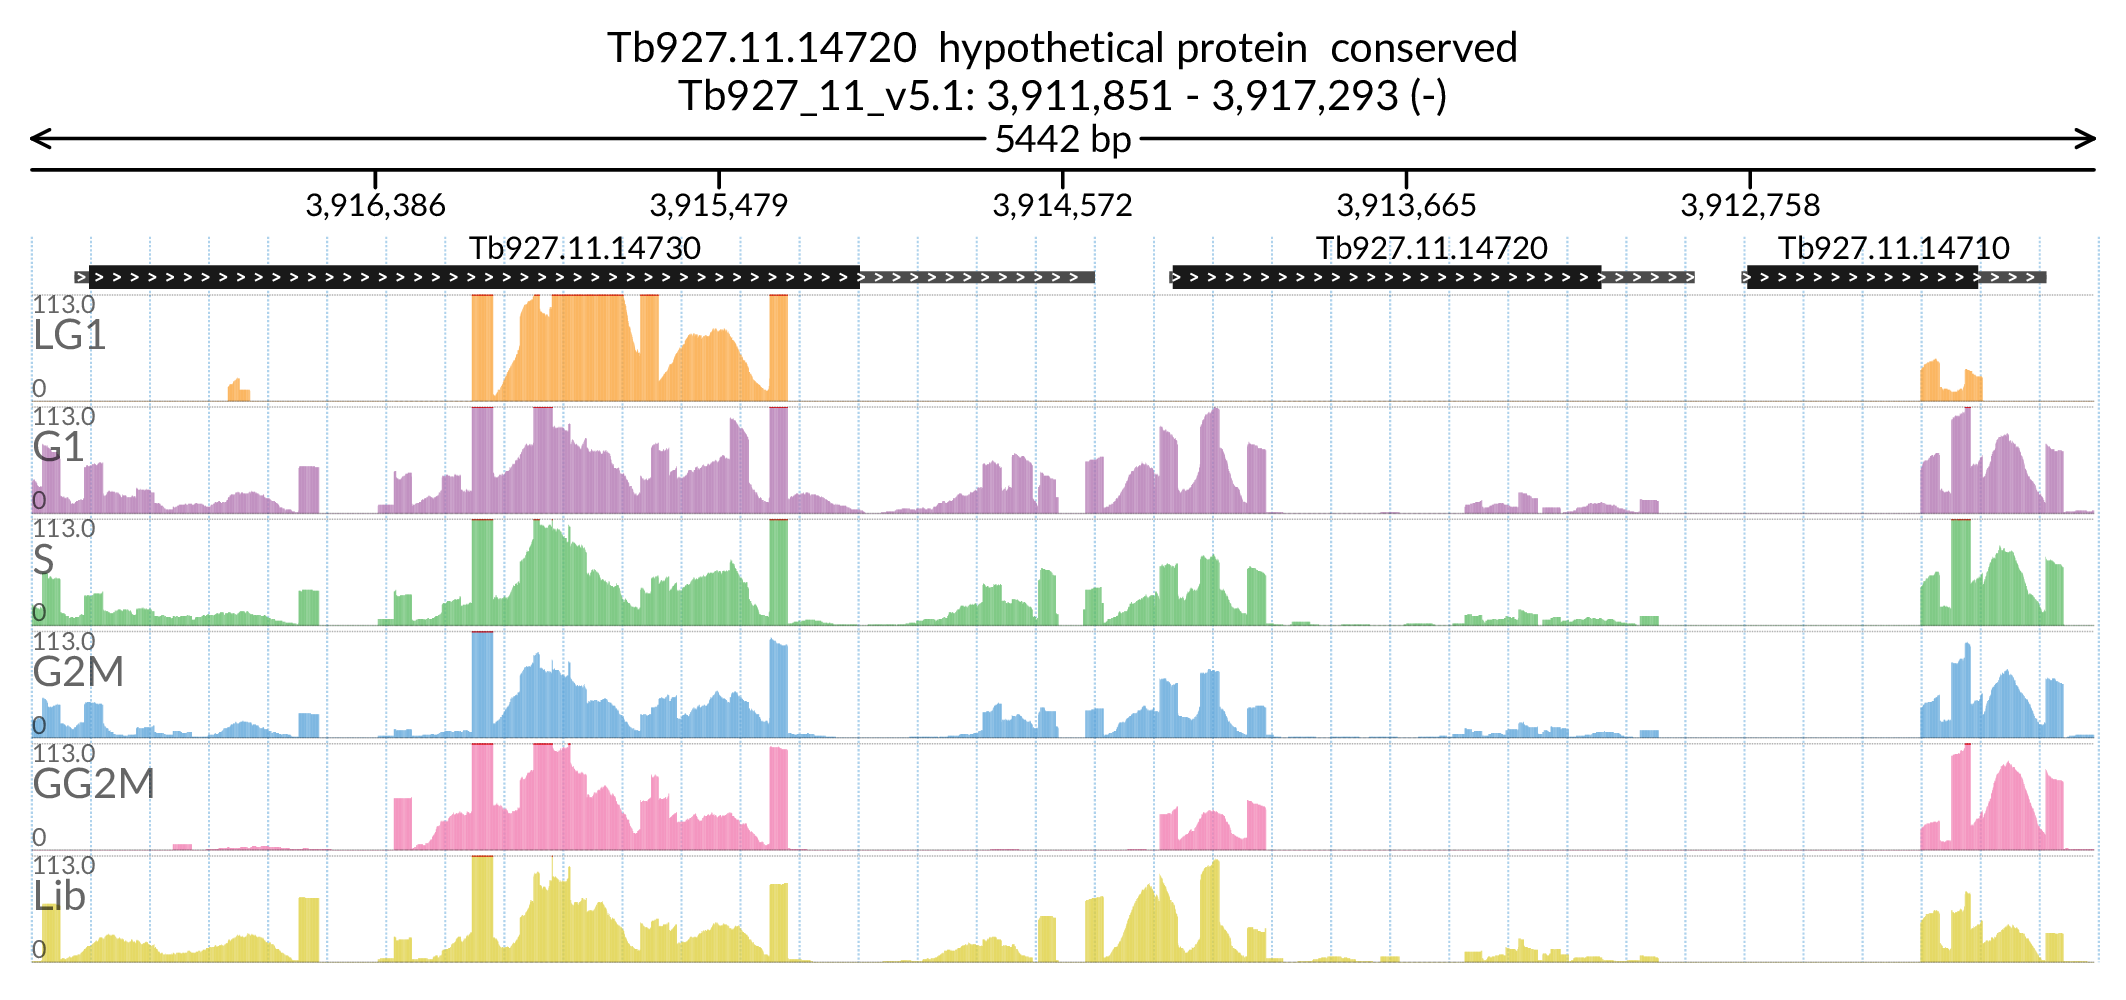 Tb927.11.14720 hypothetical protein conserved
Tb927_11_v5.1: 3,911,851 - 3,917,293 (-)
5442 bp
3,916,386 3,915,479 3,914,572 3,913,665 3,912,758
Tb927.11.14730 Tb927.11.14720 Tb927.11.14710
113.0
LG1
0
113.0
G1
0
113.0
S
0
113.0
G2M
0
113.0
GG2M
0
113.0
Lib
0